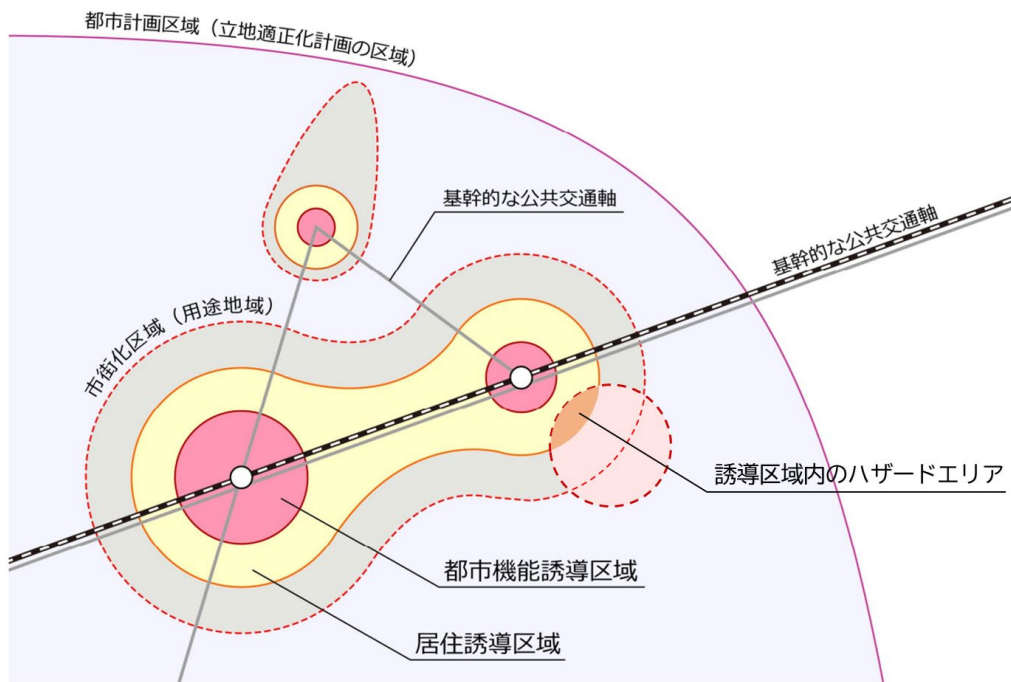 都市計画区域（立地適正化計画の区域）
基幹的な公共交通軸
基幹的な公共交通軸
市街化区域（用途地域）
誘導区域内のハザードエリア
都市機能誘導区域
居住誘導区域